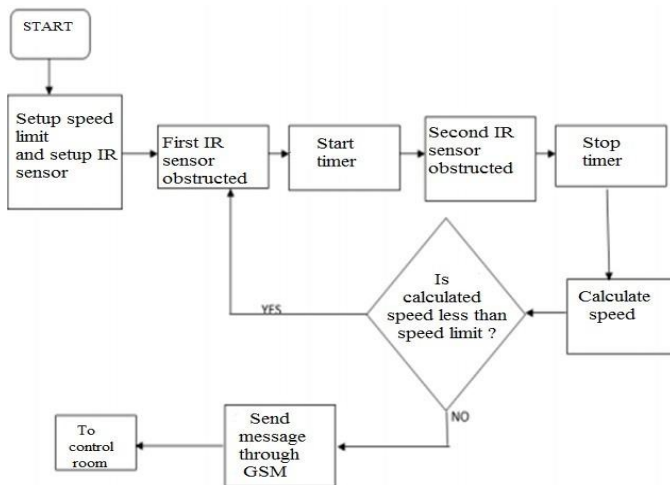 START
Setup speed
limit
and setup IR
sensor
First IR
sensor
obstructed
Start
timer
Second IR
sensor
obstructed
Stop
timer
Calculate
speed
Is
calculated
speed less than
speed limit ?
YES
NO
Send
message
through
GSM
To
control
room